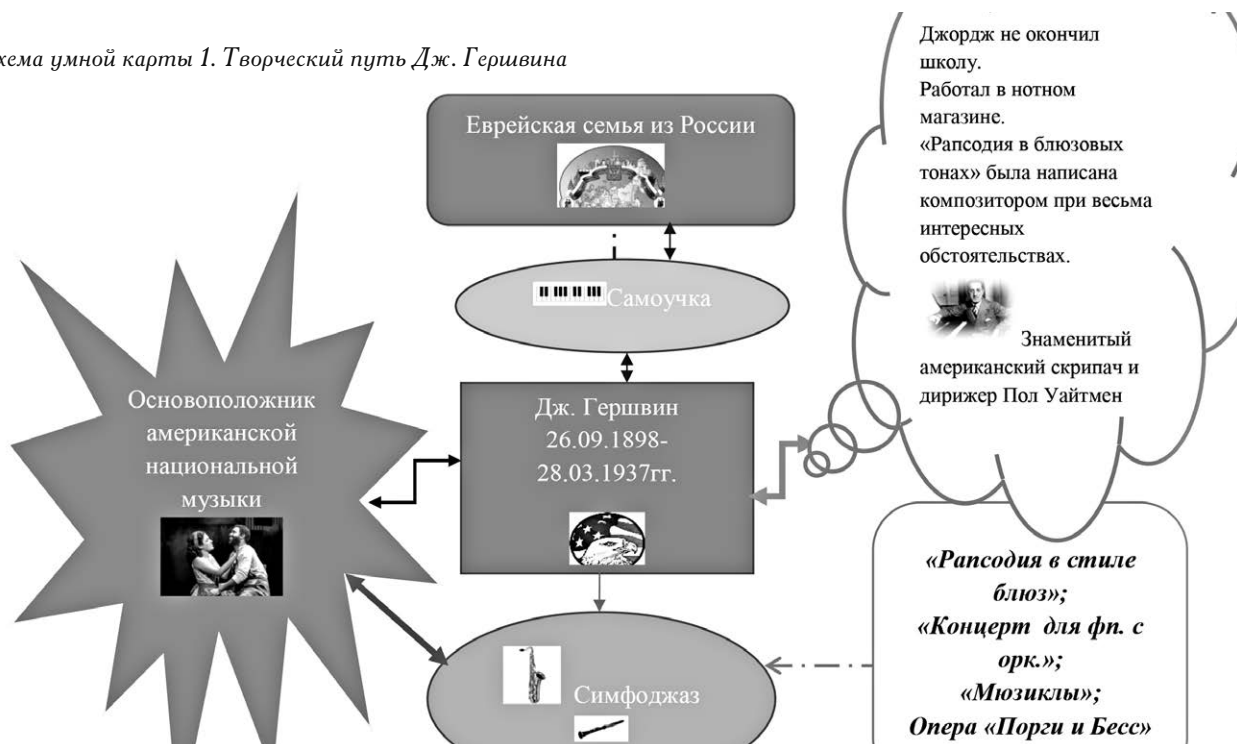 хема умной карты 1. Творческий путь Дж. Гершвина
Еврейская семья из России
Самоучка
Основоположник
американской
национальной
музыки
Дж. Гершвин
26.09.1898-
28.03.1937гг.
Симфоджаз
Джордж не окончил
школу.
Работал в нотном
магазине.
«Рапсодия в блюзовых
тонах» была написана
композитором при весьма
интересных
обстоятельствах.
Знаменитый
американский скрипач и
дирижер Пол Уайтмен
«Рапсодия в стиле
блюз»;
«Концерт для фп. с
орк.»;
«Мюзиклы»;
Опера «Порги и Бесс»